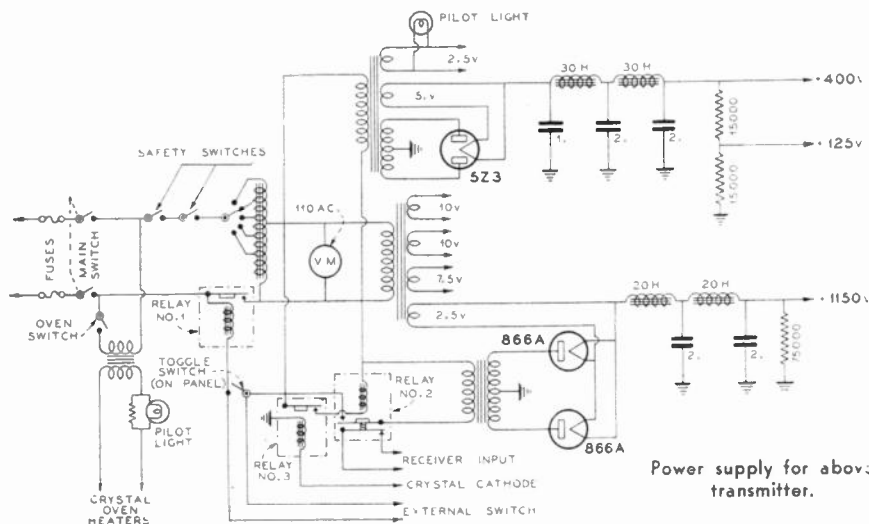 PILOT LIGHT
2.5v
30 H
30 H
+400v
5.v
1.
2.
2.
15000
+125v
15000
5Z3
SAFETY SWITCHES
110 AC
10v
10v
7.5v
2.5v
VM
FUSES
MAIN
SWITCH
20 H
20 H
+1150v
RELAY
NO.1
OVEN
SWITCH
866A
2.
2.
75000
TOGGLE
SWITCH
(ON PANEL)
RELAY
NO.2
866A
PILOT
LIGHT
RELAY
NO.3
RECEIVER INPUT
CRYSTAL CATHODE
EXTERNAL SWITCH
CRYSTAL
OVEN
HEATERS
Power supply for above
transmitter.